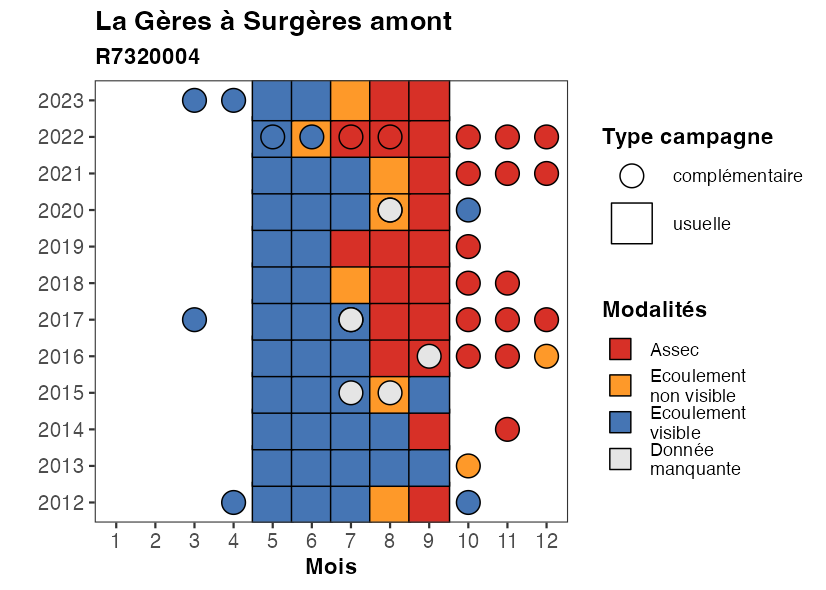 La Gères à Surgères amont
R7320004
2023
2022
2021
2020
2019
2018
2017
2016
2015
2014
2013
2012
1 2 3 4 5 6 7 8 9 10 11 12
Mois
Type campagne
complémentaire
usuelle
Modalités
Assec
Ecoulement
non visible
Ecoulement
visible
Donnée
manquante